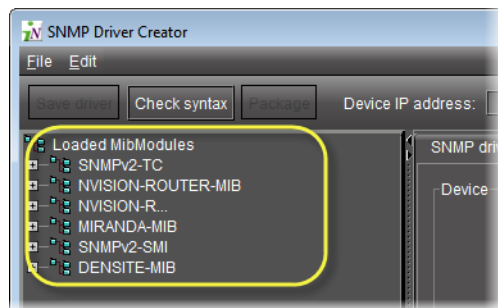 SNMP Driver Creator
File Edit
Save driver Check syntax Package Device IP address:
Loaded MibModules
SNMP dri
SNMPv2-TC
NVISION-ROUTER-MIB
Device
NVISION-R...
MIRANDA-MIB
SNMPv2-SMI
DENSITE-MIB